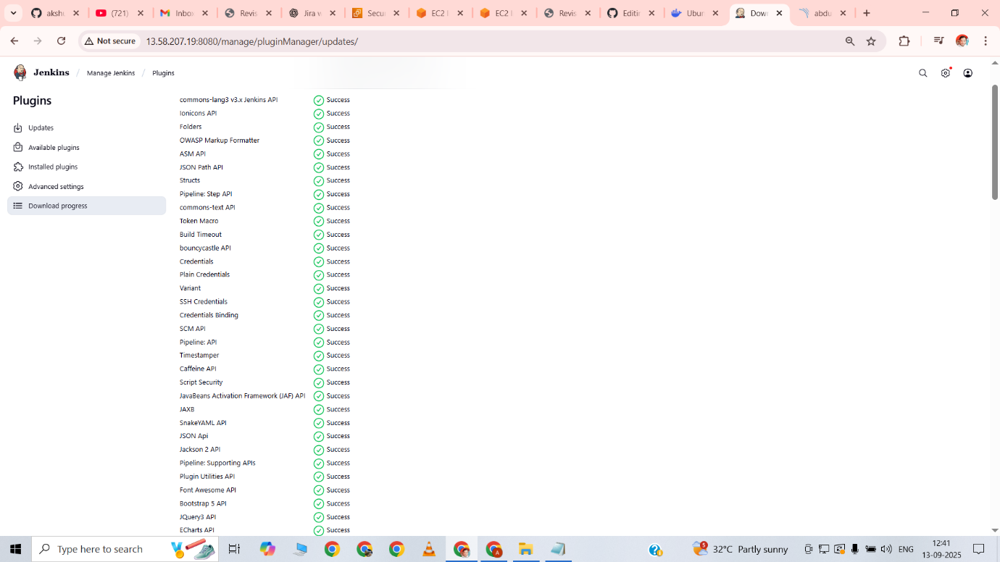 akshu
(721)
Inbox
Revis
Jira w
Secu
EC2 I
EC2 I
Revis
Editin
Ubur
Dow
abdu
Not secure
13.58.207.19:8080/manage/pluginManager/updates/
Jenkins / Manage Jenkins / Plugins
Plugins
Updates
Available plugins
Installed plugins
Advanced settings
Download progress
commons-lang3 v3.x Jenkins API Success
Ionicons API Success
Folders Success
OWASP Markup Formatter Success
ASM API Success
JSON Path API Success
Structs Success
Pipeline: Step API Success
commons-text API Success
Token Macro Success
Build Timeout Success
bouncycastle API Success
Credentials Success
Plain Credentials Success
Variant Success
SSH Credentials Success
Credentials Binding Success
SCM API Success
Pipeline: API Success
Timestamper Success
Caffeine API Success
Script Security Success
JavaBeans Activation Framework (JAF) API Success
JAXB Success
SnakeYAML API Success
JSON Api Success
Jackson 2 API Success
Pipeline: Supporting APIs Success
Plugin Utilities API Success
Font Awesome API Success
Bootstrap 5 API Success
JQuery3 API Success
ECharts API Success
Type here to search
5
32°C Partly sunny
ENG
12:41
13-09-2025